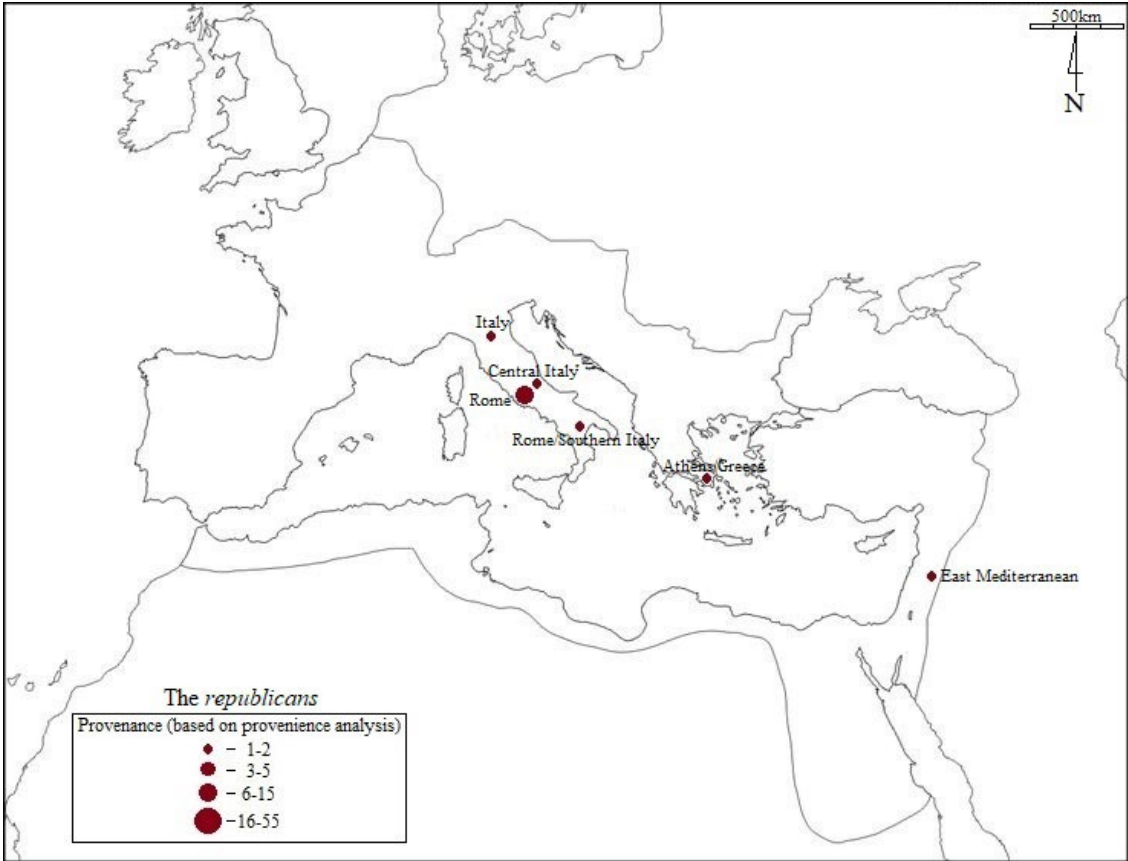 500km
N
Italy
Central Italy
Rome
Rome/Southern Italy
Athens/Greece
East Mediterranean
The republicans
Provenance (based on provenience analysis)
– 1-2
– 3-5
– 6-15
–16-55